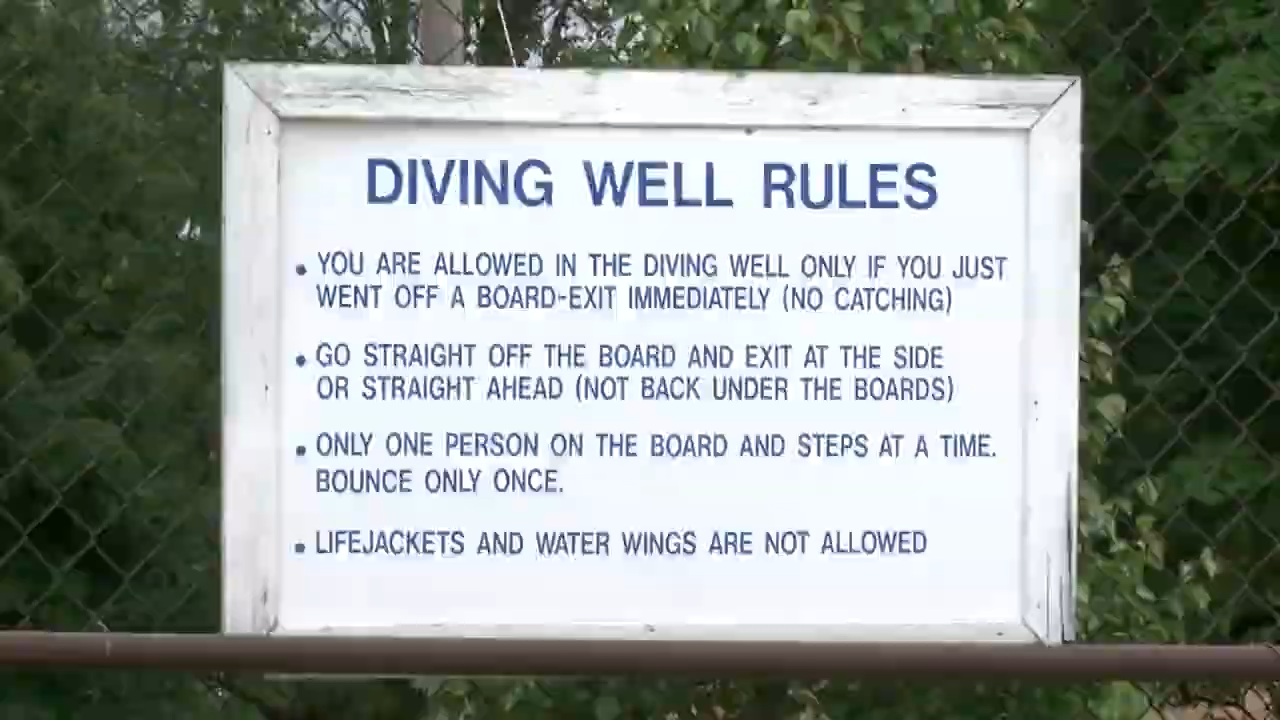 DIVING WELL RULES
• YOU ARE ALLOWED IN THE DIVING WELL ONLY IF YOU JUST
WENT OFF A BOARD-EXIT IMMEDIATELY (NO CATCHING)
• GO STRAIGHT OFF THE BOARD AND EXIT AT THE SIDE
OR STRAIGHT AHEAD (NOT BACK UNDER THE BOARDS)
• ONLY ONE PERSON ON THE BOARD AND STEPS AT A TIME.
BOUNCE ONLY ONCE.
• LIFEJACKETS AND WATER WINGS ARE NOT ALLOWED